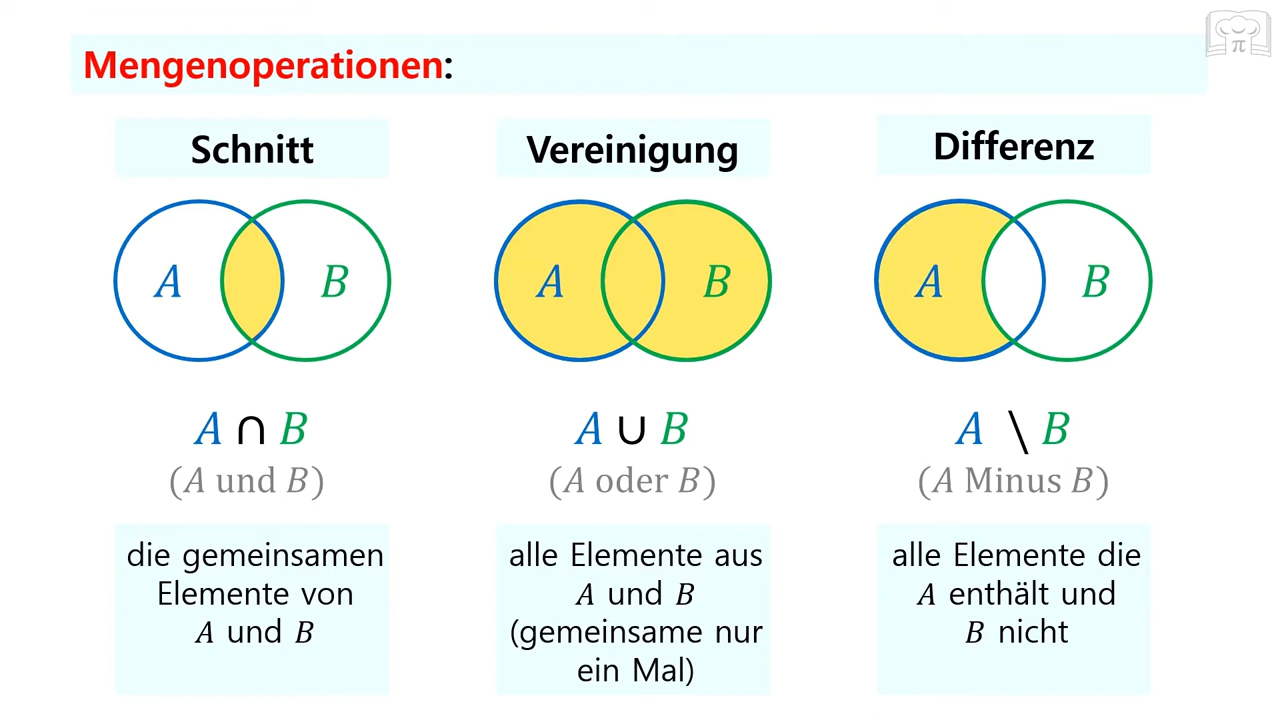 Mengenoperationen:
Schnitt
Vereinigung
Differenz
A
B
A
B
A
B
A ∩ B
A ∪ B
A \ B
(A und B)
(A oder B)
(A Minus B)
die gemeinsamen
Elemente von
A und B
alle Elemente aus
A und B
(gemeinsame nur
ein Mal)
alle Elemente die
A enthält und
B nicht
π